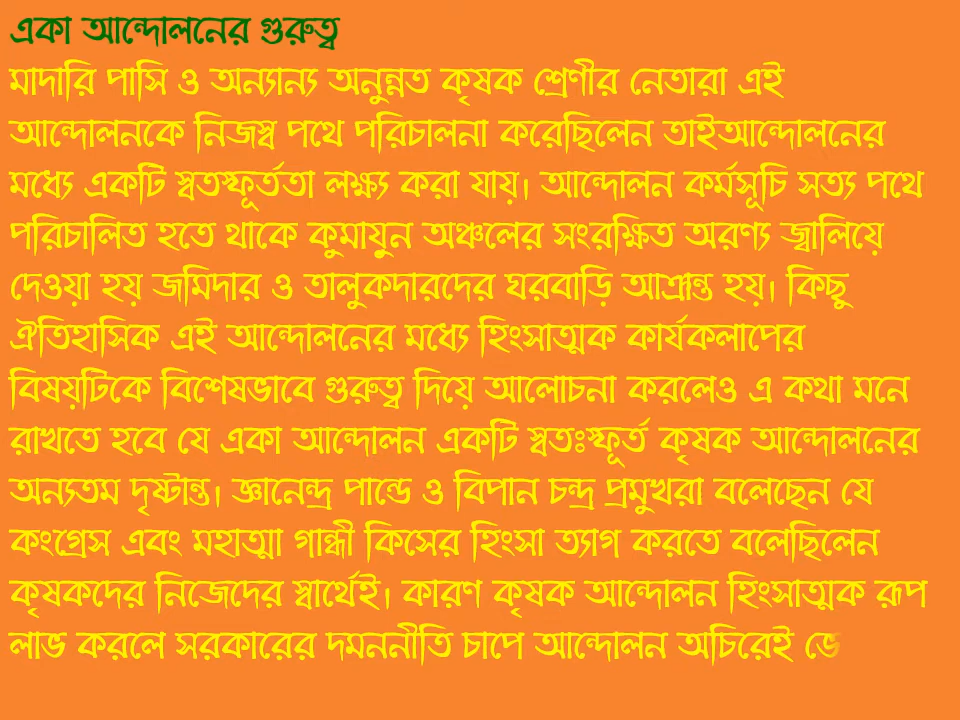 একা আন্দোলনের গুরুত্ব
মাদারি পাসি ও অন্যান্য অনুন্নত কৃষক শ্রেণীর নেতারা এই
আন্দোলনকে নিজস্ব পথে পরিচালনা করেছিলেন তাইআন্দোলনের
মধ্যে একটি স্বতস্ফূর্ততা লক্ষ্য করা যায়। আন্দোলন কর্মসূচি সত্য পথে
পরিচালিত হতে থাকে কুমায়ুন অঞ্চলের সংরক্ষিত অরণ্য জ্বালিয়ে
দেওয়া হয় জমিদার ও তালুকদারদের ঘরবাড়ি আক্রান্ত হয়। কিছু
ঐতিহাসিক এই আন্দোলনের মধ্যে হিংসাত্মক কার্যকলাপের
বিষয়টিকে বিশেষভাবে গুরুত্ব দিয়ে আলোচনা করলেও এ কথা মনে
রাখতে হবে যে একা আন্দোলন একটি স্বতঃস্ফূর্ত কৃষক আন্দোলনের
অন্যতম দৃষ্টান্ত। জ্ঞানেন্দ্র পান্ডে ও বিপান চন্দ্র প্রমুখরা বলেছেন যে
কংগ্রেস এবং মহাত্মা গান্ধী কিসের হিংসা ত্যাগ করতে বলেছিলেন
কৃষকদের নিজেদের স্বার্থেই। কারণ কৃষক আন্দোলন হিংসাত্মক রূপ
লাভ করলে সরকারের দমননীতি চাপে আন্দোলন অচিরেই